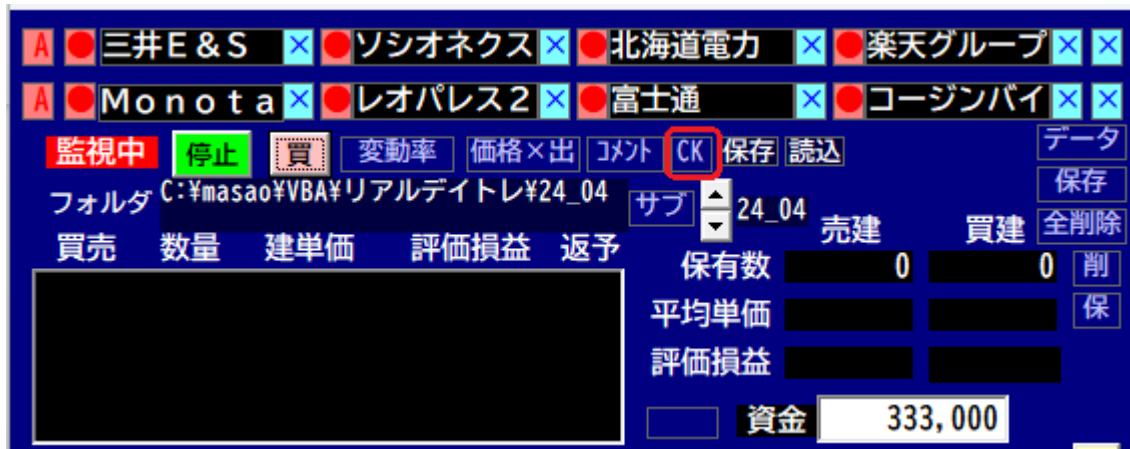 A 三井E＆S × ソシオネクス × 北海道電力 × 楽天グループ × ×
A Ｍｏｎｏｔａ × レオパレス２ × 富士通 × コージンバイ × ×
監視中 停止 買 変動率 価格×出 ｺﾒﾝﾄ CK 保存 読込 データ
フォルダ C:¥masao¥VBA¥リアルデイトレ¥24_04 サブ 24_04 保存
買売 数量 建単価 評価損益 返予 売建 買建 全削除
保有数 0 0 削
平均単価 保
評価損益
資金 333,000